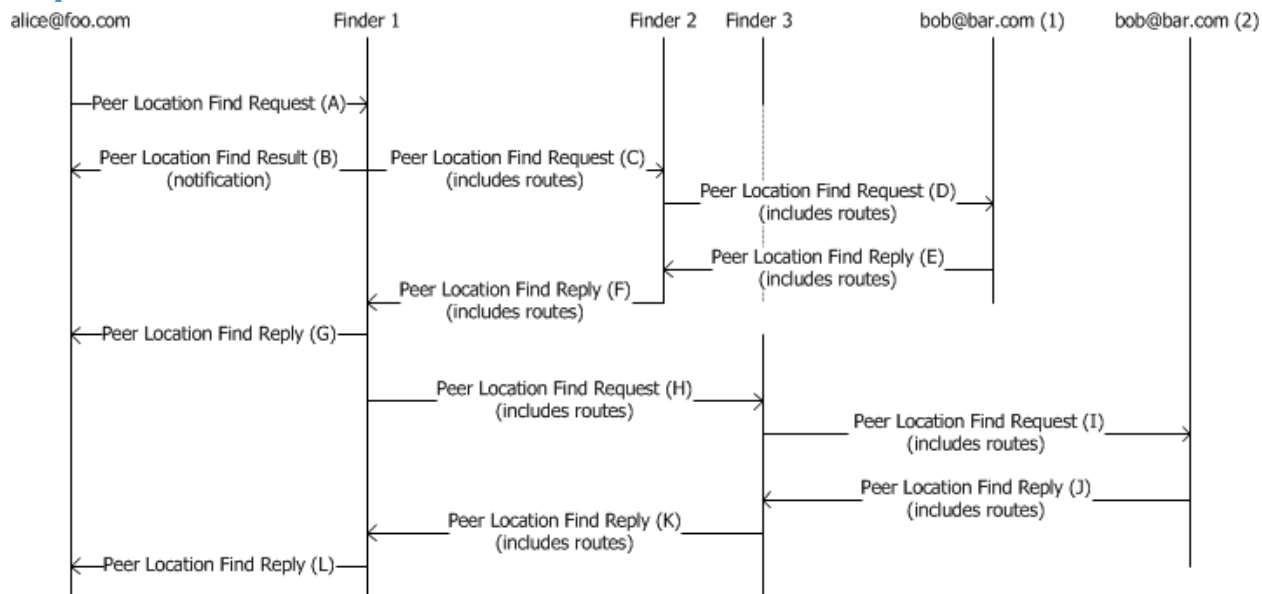 alice@foo.com Finder 1 Finder 2 Finder 3 bob@bar.com (1) bob@bar.com (2)
Peer Location Find Request (A)
Peer Location Find Result (B)
(notification)
Peer Location Find Request (C)
(includes routes)
Peer Location Find Request (D)
(includes routes)
Peer Location Find Reply (E)
(includes routes)
Peer Location Find Reply (F)
(includes routes)
Peer Location Find Reply (G)
Peer Location Find Request (H)
(includes routes)
Peer Location Find Request (I)
(includes routes)
Peer Location Find Reply (J)
(includes routes)
Peer Location Find Reply (K)
(includes routes)
Peer Location Find Reply (L)